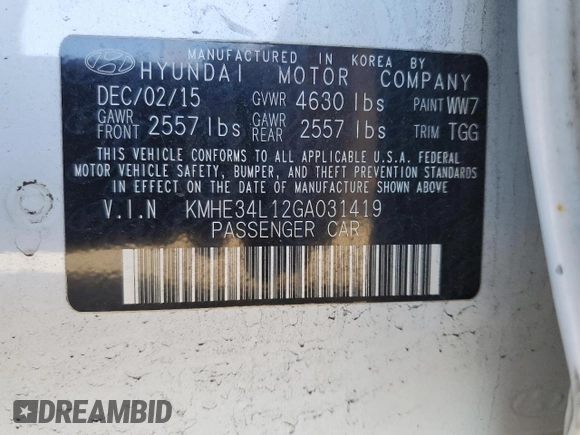 MANUFACTURED IN KOREA BY
HYUNDAI MOTOR COMPANY
DEC/02/15 GVWR 4630 lbs PAINT WW7
GAWR FRONT 2557 lbs GAWR REAR 2557 lbs TRIM TGG
THIS VEHICLE CONFORMS TO ALL APPLICABLE U.S.A. FEDERAL
MOTOR VEHICLE SAFETY, BUMPER, AND THEFT PREVENTION STANDARDS
IN EFFECT ON THE DATE OF MANUFACTURE SHOWN ABOVE.
V.I.N KMHE34L12GA031419
PASSENGER CAR
DREAMBID